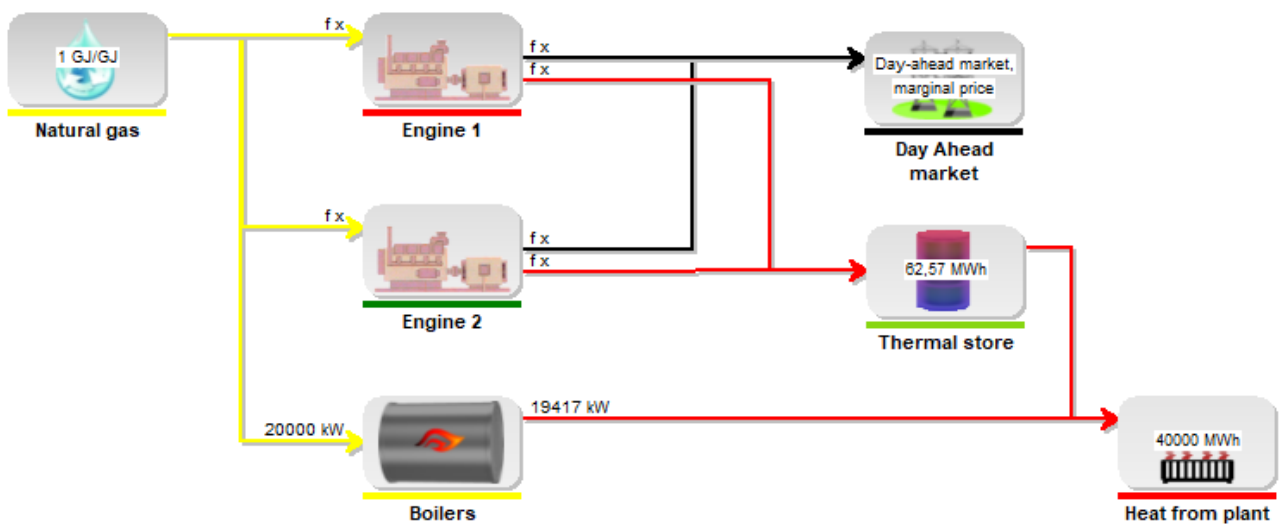 f x
1 GJ/GJ
Natural gas
f x
f x
Engine 1
Day-ahead market,
marginal price
Day Ahead
market
f x
f x
f x
Engine 2
62,57 MWh
Thermal store
20000 kW
19417 kW
Boilers
40000 MWh
Heat from plant